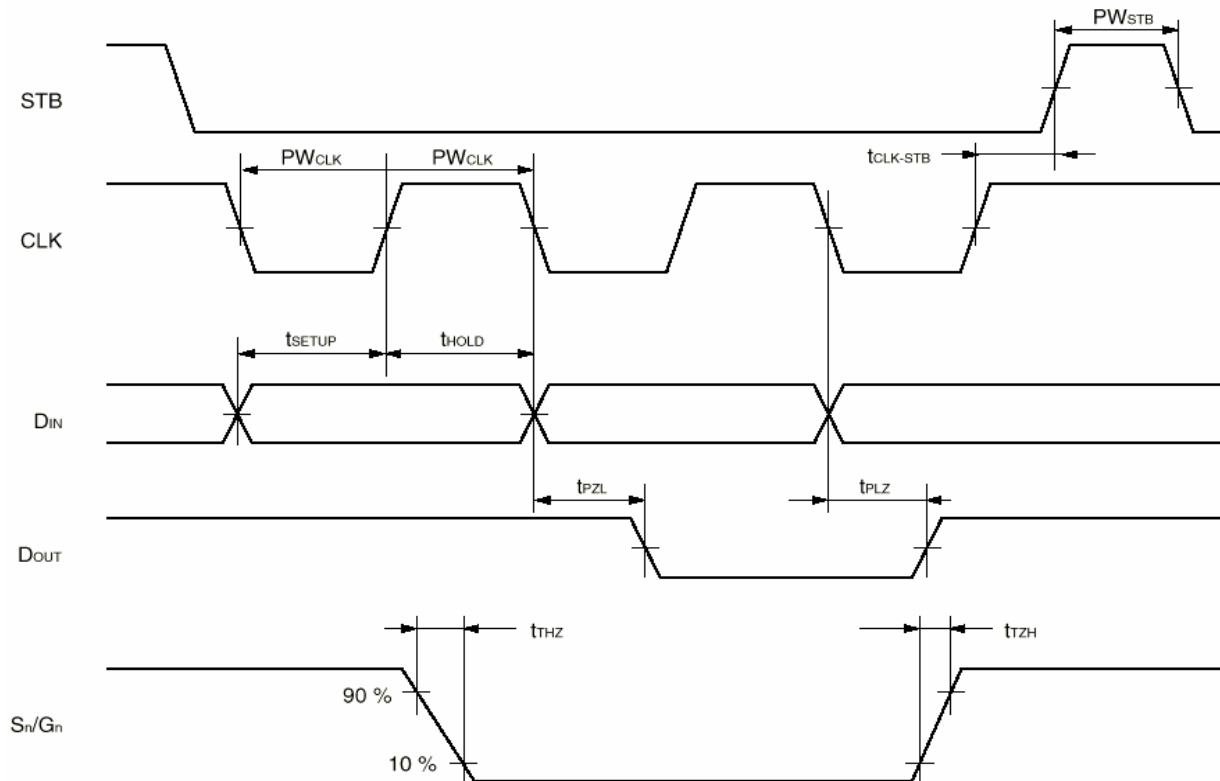 PWSTB
STB
tCLK-STB
PWCLK PWCLK
CLK
tSETUP tHOLD
DIN
tPZL tPLZ
DOUT
tTHZ tTZH
90 %
Sn/Gn
10 %